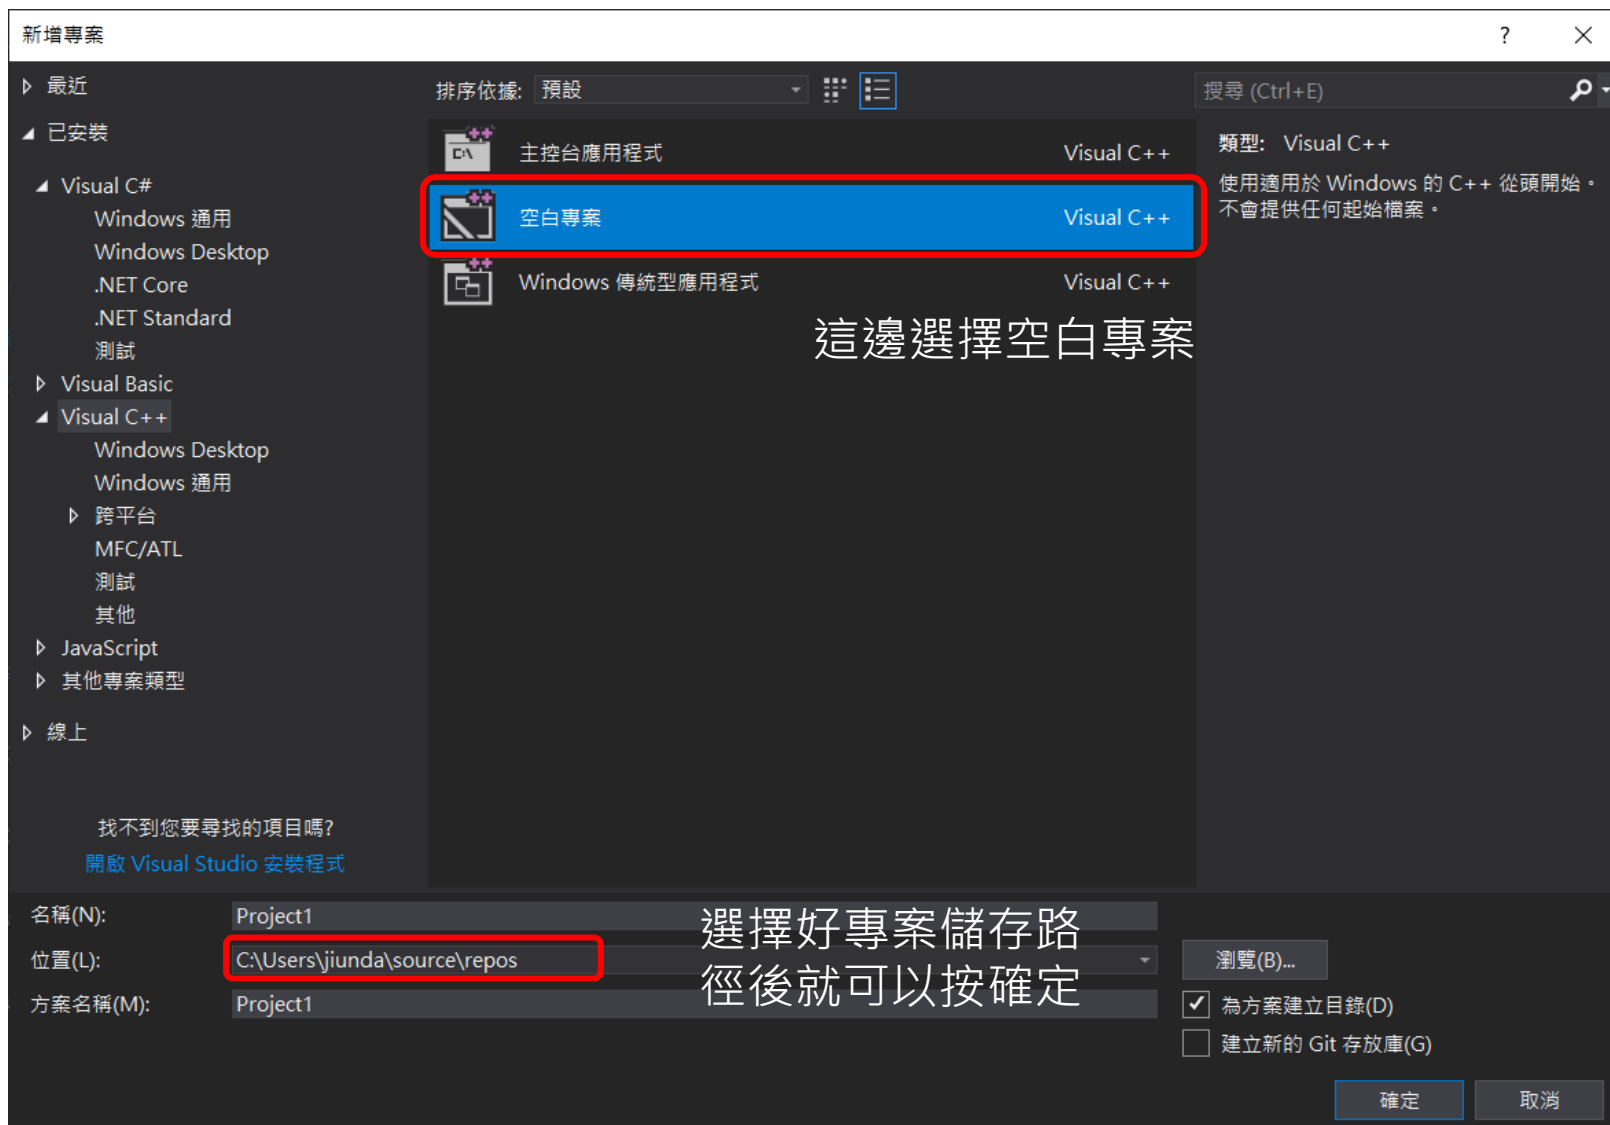 新增專案
?
最近
已安裝
Visual C#
Windows 通用
Windows Desktop
.NET Core
.NET Standard
測試
Visual Basic
Visual C++
Windows Desktop
Windows 通用
跨平台
MFC/ATL
測試
其他
JavaScript
其他專案類型
線上
找不到您要尋找的項目嗎?
開啟 Visual Studio 安裝程式
排序依據: 預設
主控台應用程式 Visual C++
空白專案 Visual C++
Windows 傳統型應用程式 Visual C++
這邊選擇空白專案
搜尋 (Ctrl+E)
類型: Visual C++
使用適用於 Windows 的 C++ 從頭開始。
不會提供任何起始檔案。
名稱(N): Project1
位置(L): C:\Users\jiunda\source\repos
方案名稱(M): Project1
選擇好專案儲存路
徑後就可以按確定
瀏覽(B)...
為方案建立目錄(D)
建立新的 Git 存放庫(G)
確定 取消